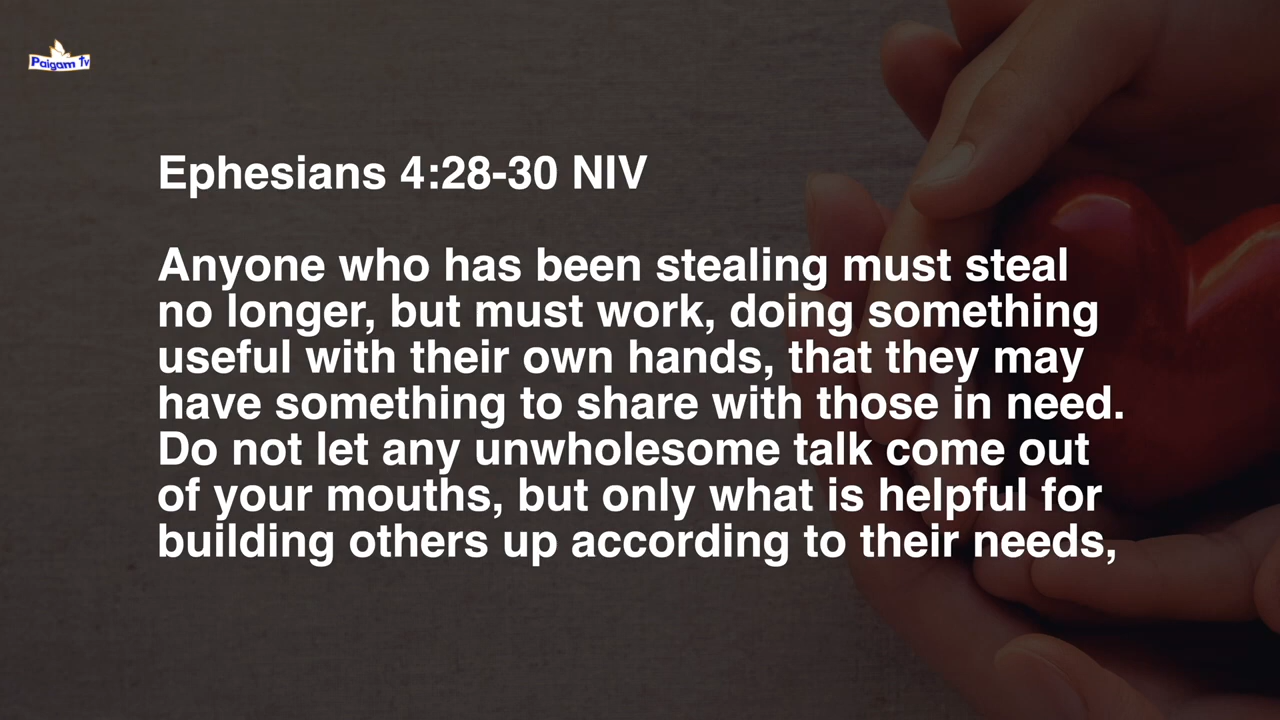 Paigam Tv
Ephesians 4:28-30 NIV
Anyone who has been stealing must steal
no longer, but must work, doing something
useful with their own hands, that they may
have something to share with those in need.
Do not let any unwholesome talk come out
of your mouths, but only what is helpful for
building others up according to their needs,